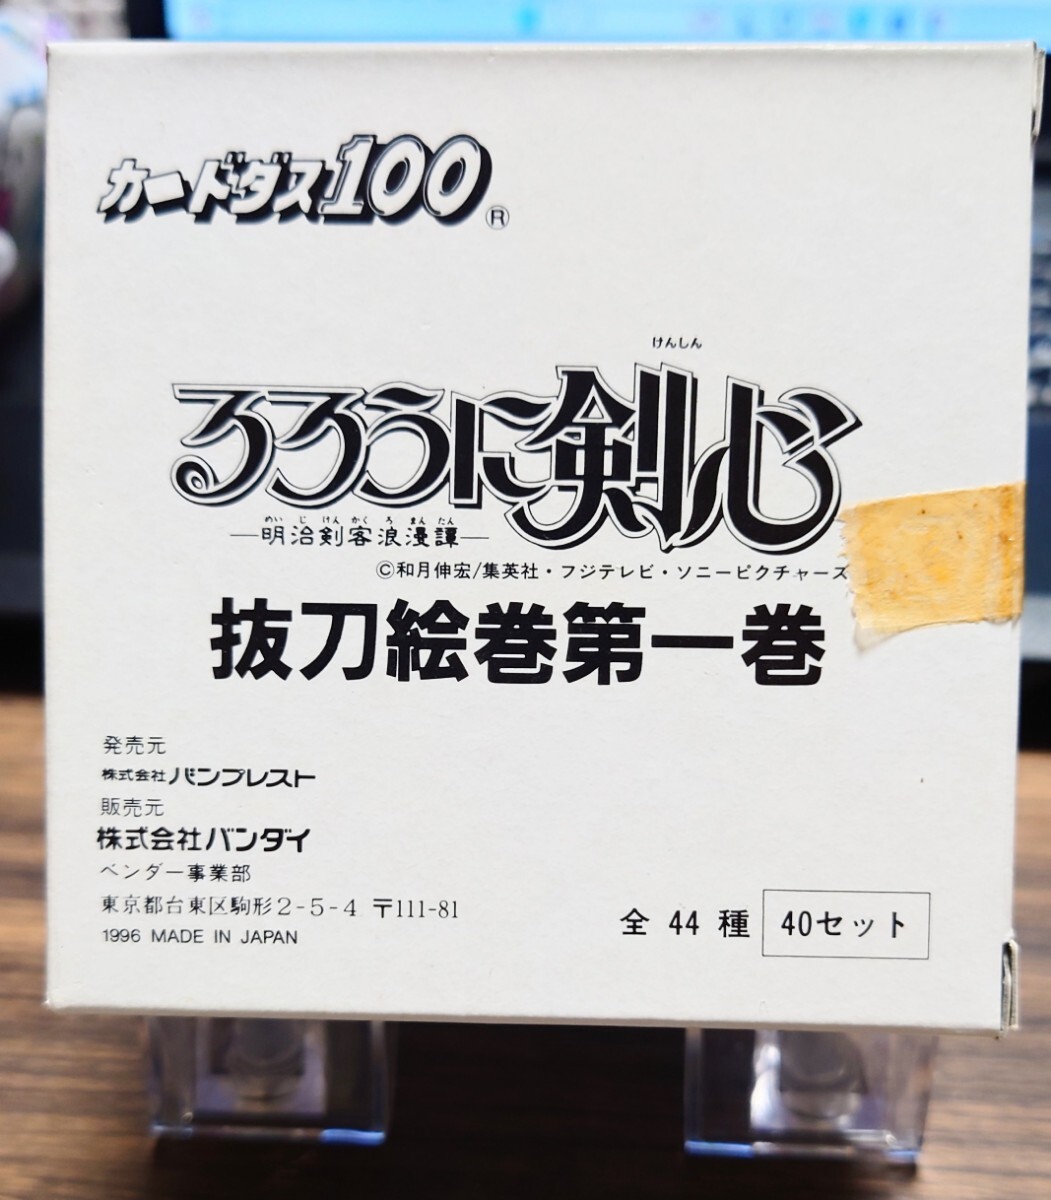 カードダス100®
けんしん
るろうに剣心
めいじけんかくろまんたん
―明治剣客浪漫譚―
©和月伸宏/集英社・フジテレビ・ソニーピクチャーズ
抜刀絵巻第一巻
発売元
株式会社バンプレスト
販売元
株式会社バンダイ
ベンダー事業部
東京都台東区駒形2-5-4 〒111-81
1996 MADE IN JAPAN
全 44 種 40セット